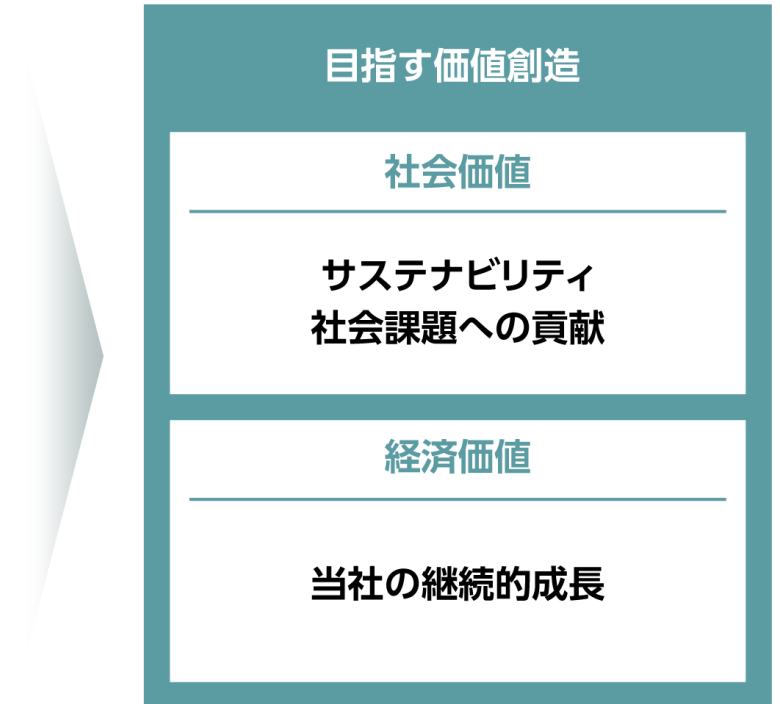 目指す価値創造
社会価値
サステナビリティ
社会課題への貢献
経済価値
当社の継続的成長